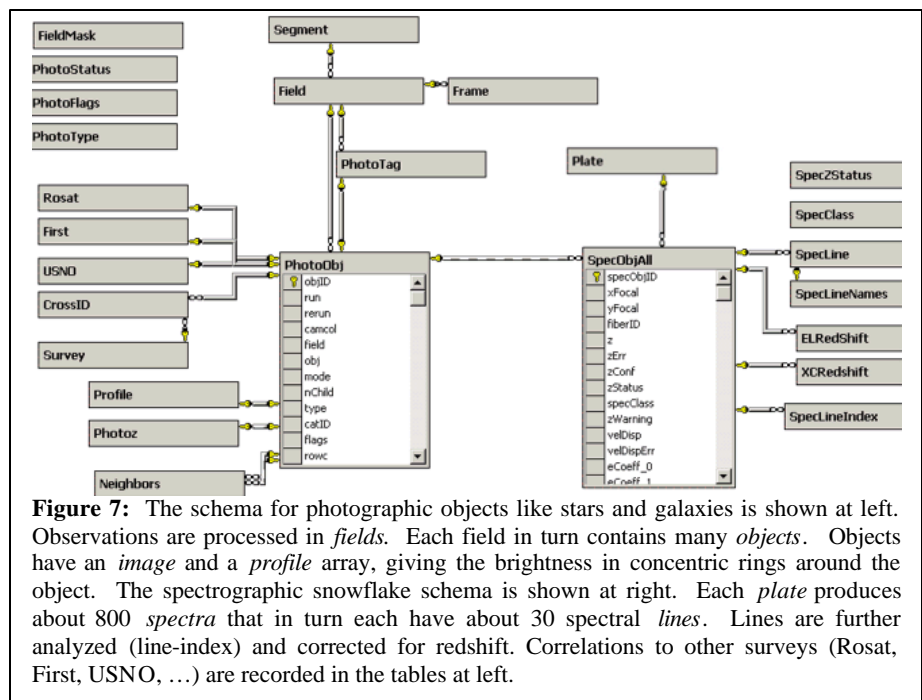 FieldMask
PhotoStatus
PhotoFlags
PhotoType
Segment
Field
Frame
PhotoTag
Plate
Rosat
First
USNO
CrossID
Survey
Profile
Photoz
Neighbors
PhotoObj
objID
run
rerun
camcol
field
obj
mode
nChild
type
catID
flags
rowc
SpecObjAll
specObjID
xFocal
yFocal
fiberID
z
zErr
zConf
zStatus
specClass
zWarning
velDisp
velDispErr
eCoeff_0
eCoeff_1
SpecZStatus
SpecClass
SpecLine
SpecLineNames
ELRedShift
XCRedshift
SpecLineIndex
Figure 7: The schema for photographic objects like stars and galaxies is shown at left.
Observations are processed in fields. Each field in turn contains many objects. Objects
have an image and a profile array, giving the brightness in concentric rings around the
object. The spectrographic snowflake schema is shown at right. Each plate produces
about 800 spectra that in turn each have about 30 spectral lines. Lines are further
analyzed (line-index) and corrected for redshift. Correlations to other surveys (Rosat,
First, USNO, …) are recorded in the tables at left.